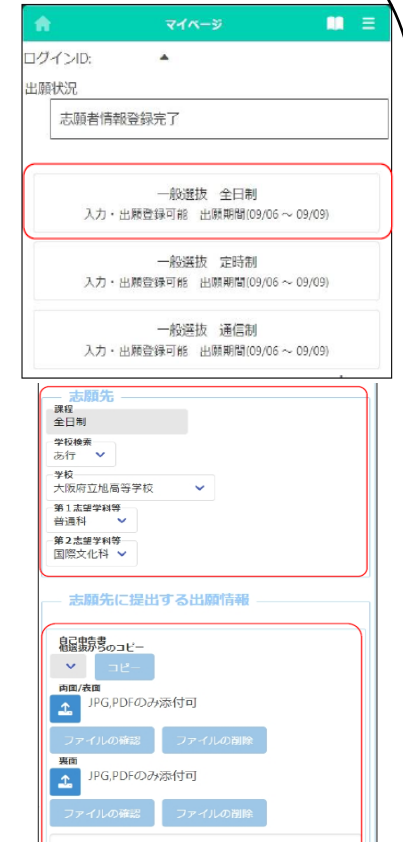 マイページ
ログインID:
出願状況
志願者情報登録完了
一般選抜　全日制
入力・出願登録可能　出願期間(09/06 ～ 09/09)
一般選抜　定時制
入力・出願登録可能　出願期間(09/06 ～ 09/09)
一般選抜　通信制
入力・出願登録可能　出願期間(09/06 ～ 09/09)
志願先
課程
全日制
学校検索
あ行
学校
大阪府立旭高等学校
第1志望学科等
普通科
第2志望学科等
国際文化科
志願先に提出する出願情報
自己申告書
他選抜からのコピー
コピー
両面/表面
JPG,PDFのみ添付可
ファイルの確認　ファイルの削除
裏面
JPG,PDFのみ添付可
ファイルの確認　ファイルの削除